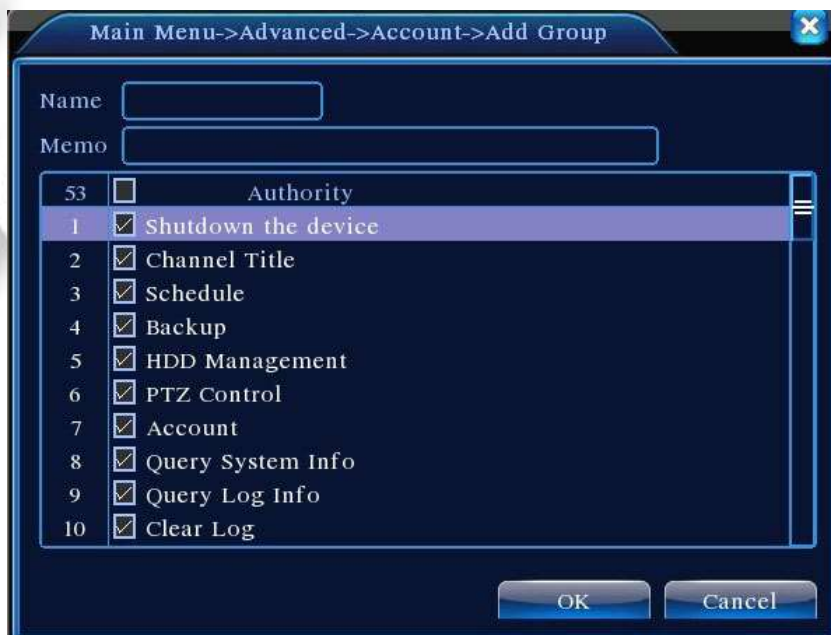 Main Menu->Advanced->Account->Add Group
Name
Memo
53 Authority
1 Shutdown the device
2 Channel Title
3 Schedule
4 Backup
5 HDD Management
6 PTZ Control
7 Account
8 Query System Info
9 Query Log Info
10 Clear Log
OK Cancel